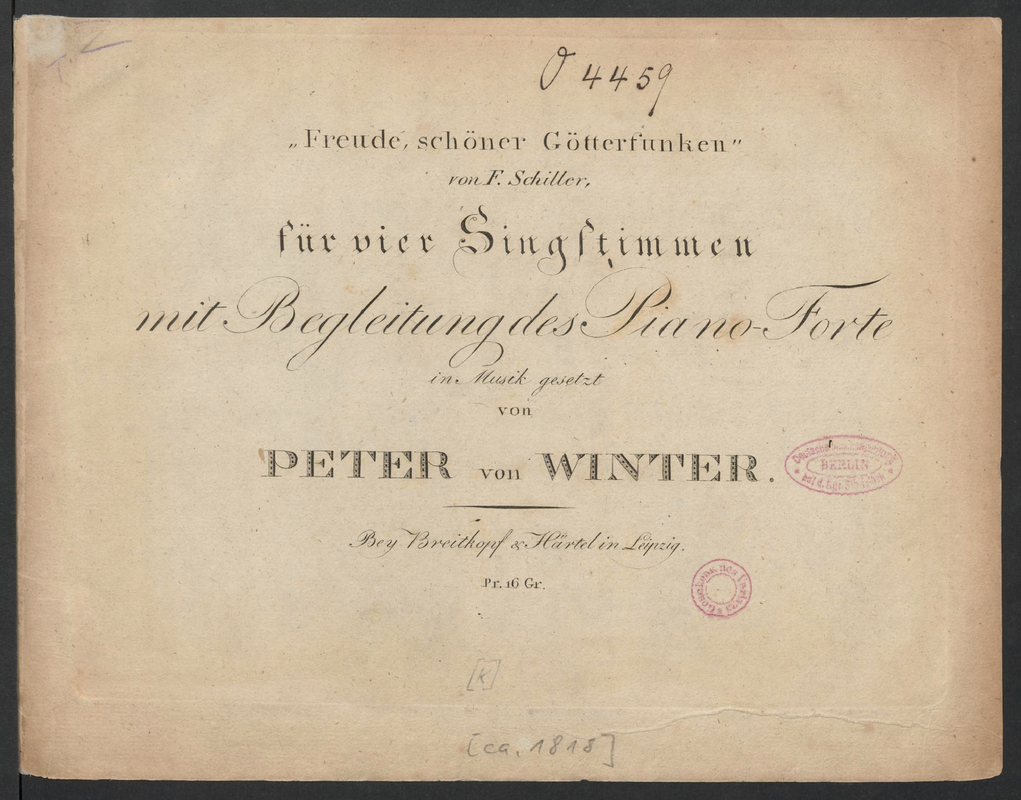 O 4459
„Freude, schöner Götterfunken”
von F. Schiller,
für vier Singstimmen
mit Begleitung des Piano-Forte
in Musik gesetzt
von
PETER von WINTER.
BERLIN
Bey Breitkopf & Härtel in Leipzig.
Pr. 16 Gr.
[K]
[ca. 1818]